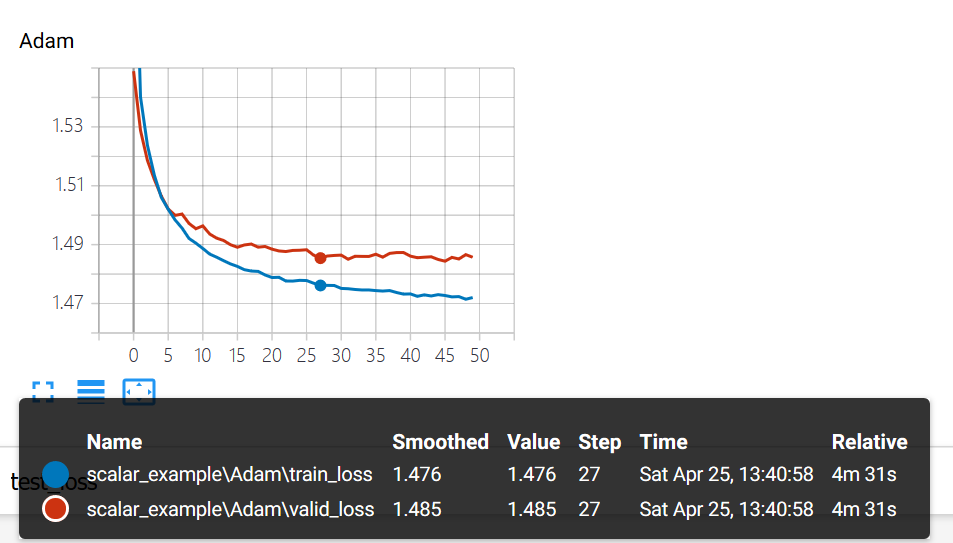 Adam
1.53
1.51
1.49
1.47
0 5 10 15 20 25 30 35 40 45 50
Name Smoothed Value Step Time Relative
scalar_example\Adam\train_loss 1.476 1.476 27 Sat Apr 25, 13:40:58 4m 31s
test_loss
scalar_example\Adam\valid_loss 1.485 1.485 27 Sat Apr 25, 13:40:58 4m 31s